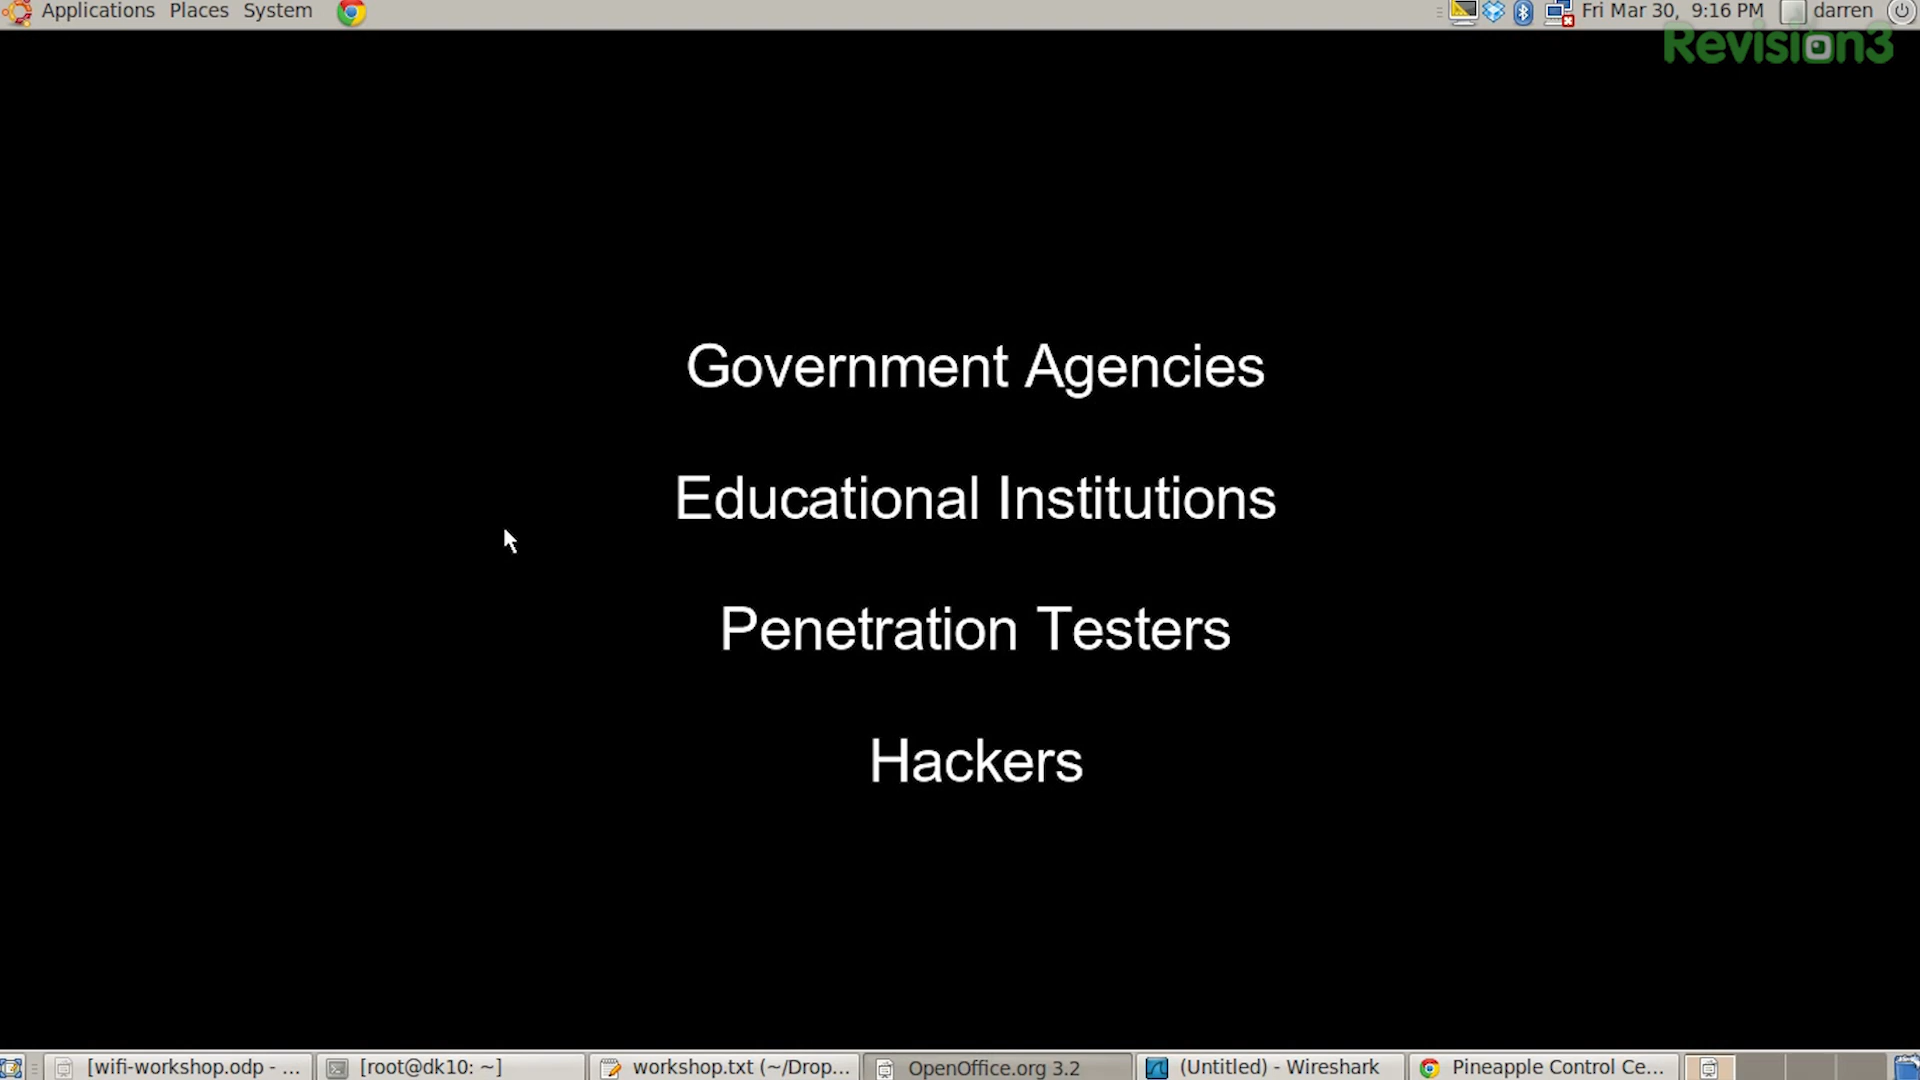 Applications Places System
Fri Mar 30, 9:16 PM darren
Revision3
Government Agencies
Educational Institutions
Penetration Testers
Hackers
[wifi-workshop.odp - ... [root@dk10: ~] workshop.txt (~/Drop... OpenOffice.org 3.2 (Untitled) - Wireshark Pineapple Control Ce...